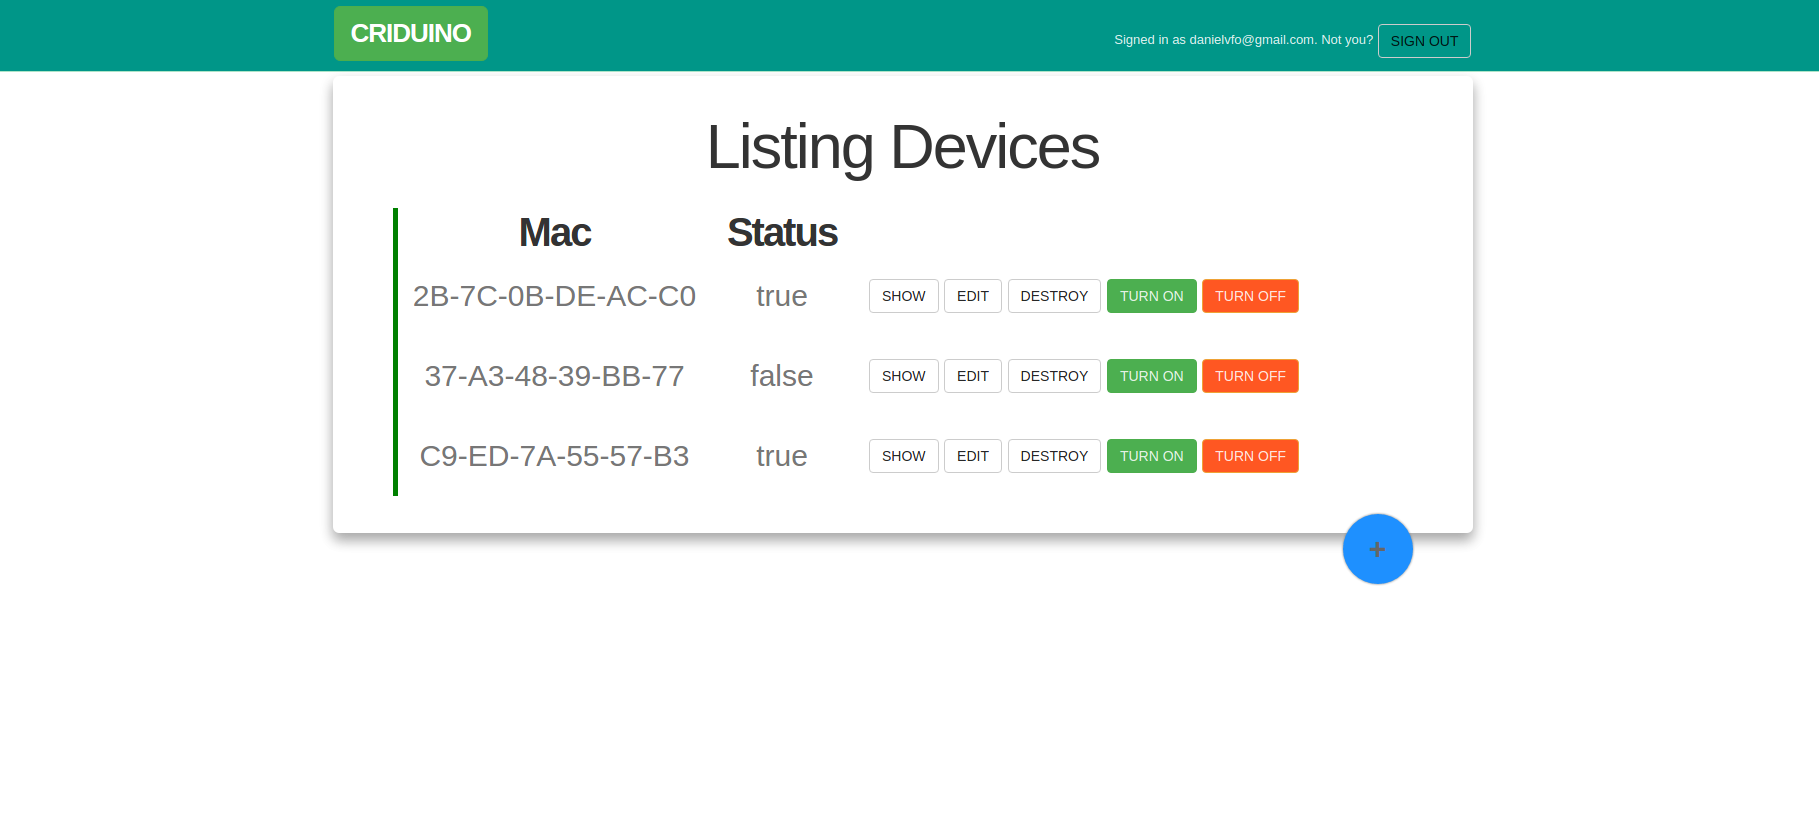 CRIDUINO
Signed in as danielvfo@gmail.com. Not you? SIGN OUT
Listing Devices
Mac Status
2B-7C-0B-DE-AC-C0 true SHOW EDIT DESTROY TURN ON TURN OFF
37-A3-48-39-BB-77 false SHOW EDIT DESTROY TURN ON TURN OFF
C9-ED-7A-55-57-B3 true SHOW EDIT DESTROY TURN ON TURN OFF
+